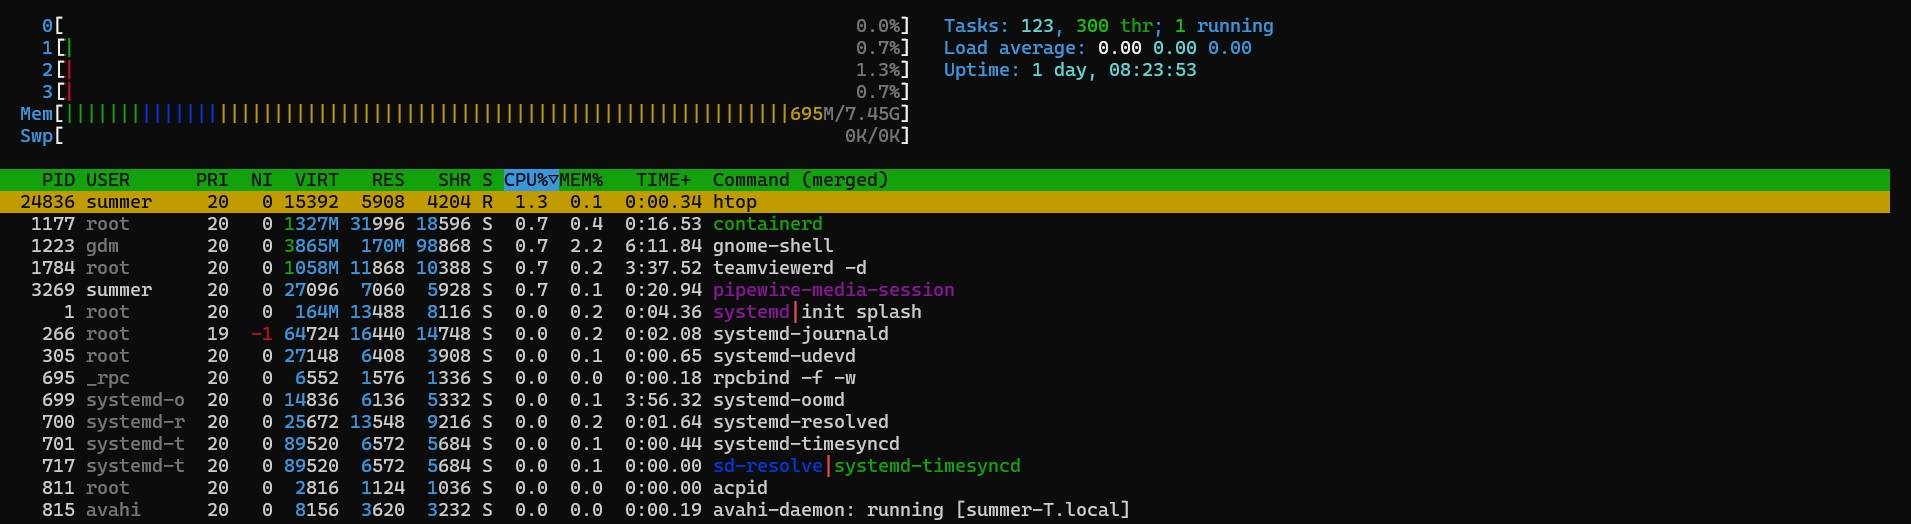 0[ 0.0%] Tasks: 123, 300 thr; 1 running
1[| 0.7%] Load average: 0.00 0.00 0.00
2[| 1.3%] Uptime: 1 day, 08:23:53
3[| 0.7%]
Mem[|||||||||||||||||||||||||||||||||||||||||||||||||||||||||||||||||||695M/7.45G]
Swp[ 0K/0K]
PID USER PRI NI VIRT RES SHR S CPU%▽MEM% TIME+ Command (merged)
24836 summer 20 0 15392 5908 4204 R 1.3 0.1 0:00.34 htop
1177 root 20 0 1327M 31996 18596 S 0.7 0.4 0:16.53 containerd
1223 gdm 20 0 3865M 170M 98868 S 0.7 2.2 6:11.84 gnome-shell
1784 root 20 0 1058M 11868 10388 S 0.7 0.2 3:37.52 teamviewerd -d
3269 summer 20 0 27096 7060 5928 S 0.7 0.1 0:20.94 pipewire-media-session
1 root 20 0 164M 13488 8116 S 0.0 0.2 0:04.36 systemd|init splash
266 root 19 -1 64724 16440 14748 S 0.0 0.2 0:02.08 systemd-journald
305 root 20 0 27148 6408 3908 S 0.0 0.1 0:00.65 systemd-udevd
695 _rpc 20 0 6552 1576 1336 S 0.0 0.0 0:00.18 rpcbind -f -w
699 systemd-o 20 0 14836 6136 5332 S 0.0 0.1 3:56.32 systemd-oomd
700 systemd-r 20 0 25672 13548 9216 S 0.0 0.2 0:01.64 systemd-resolved
701 systemd-t 20 0 89520 6572 5684 S 0.0 0.1 0:00.44 systemd-timesyncd
717 systemd-t 20 0 89520 6572 5684 S 0.0 0.1 0:00.00 sd-resolve|systemd-timesyncd
811 root 20 0 2816 1124 1036 S 0.0 0.0 0:00.00 acpid
815 avahi 20 0 8156 3620 3232 S 0.0 0.0 0:00.19 avahi-daemon: running [summer-T.local]